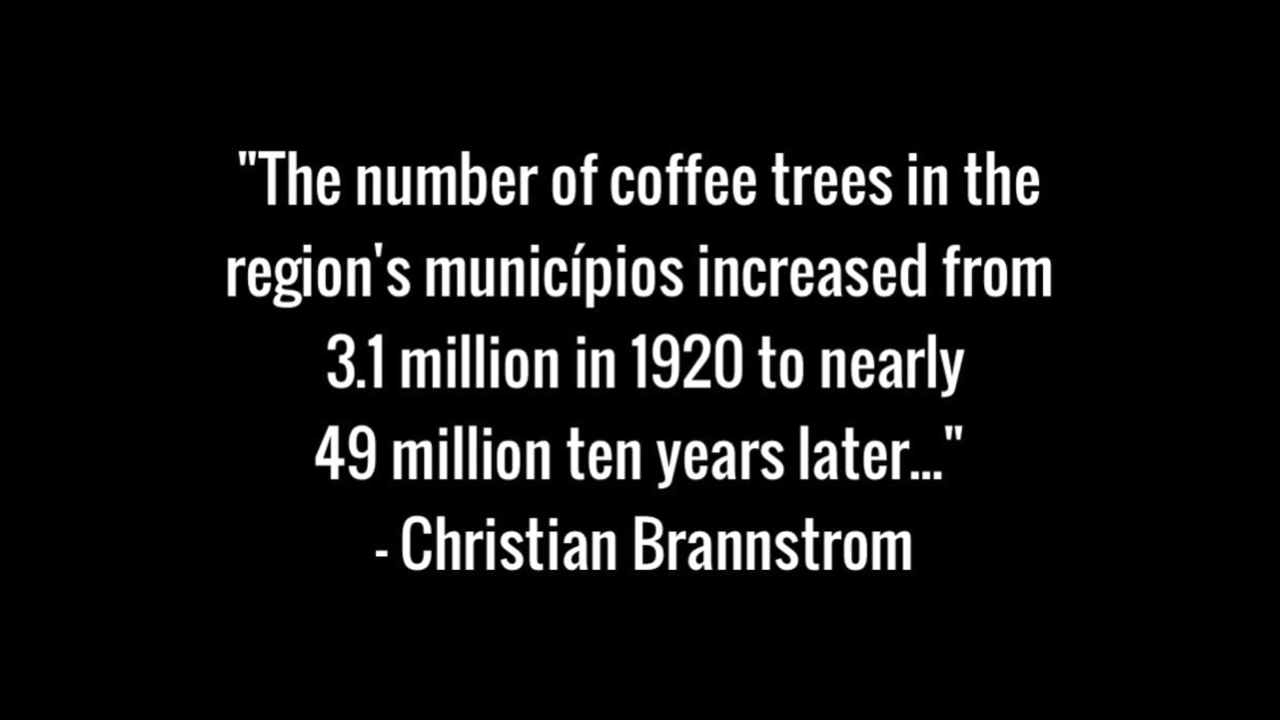 "The number of coffee trees in the
region's municípios increased from
3.1 million in 1920 to nearly
49 million ten years later..."
- Christian Brannstrom